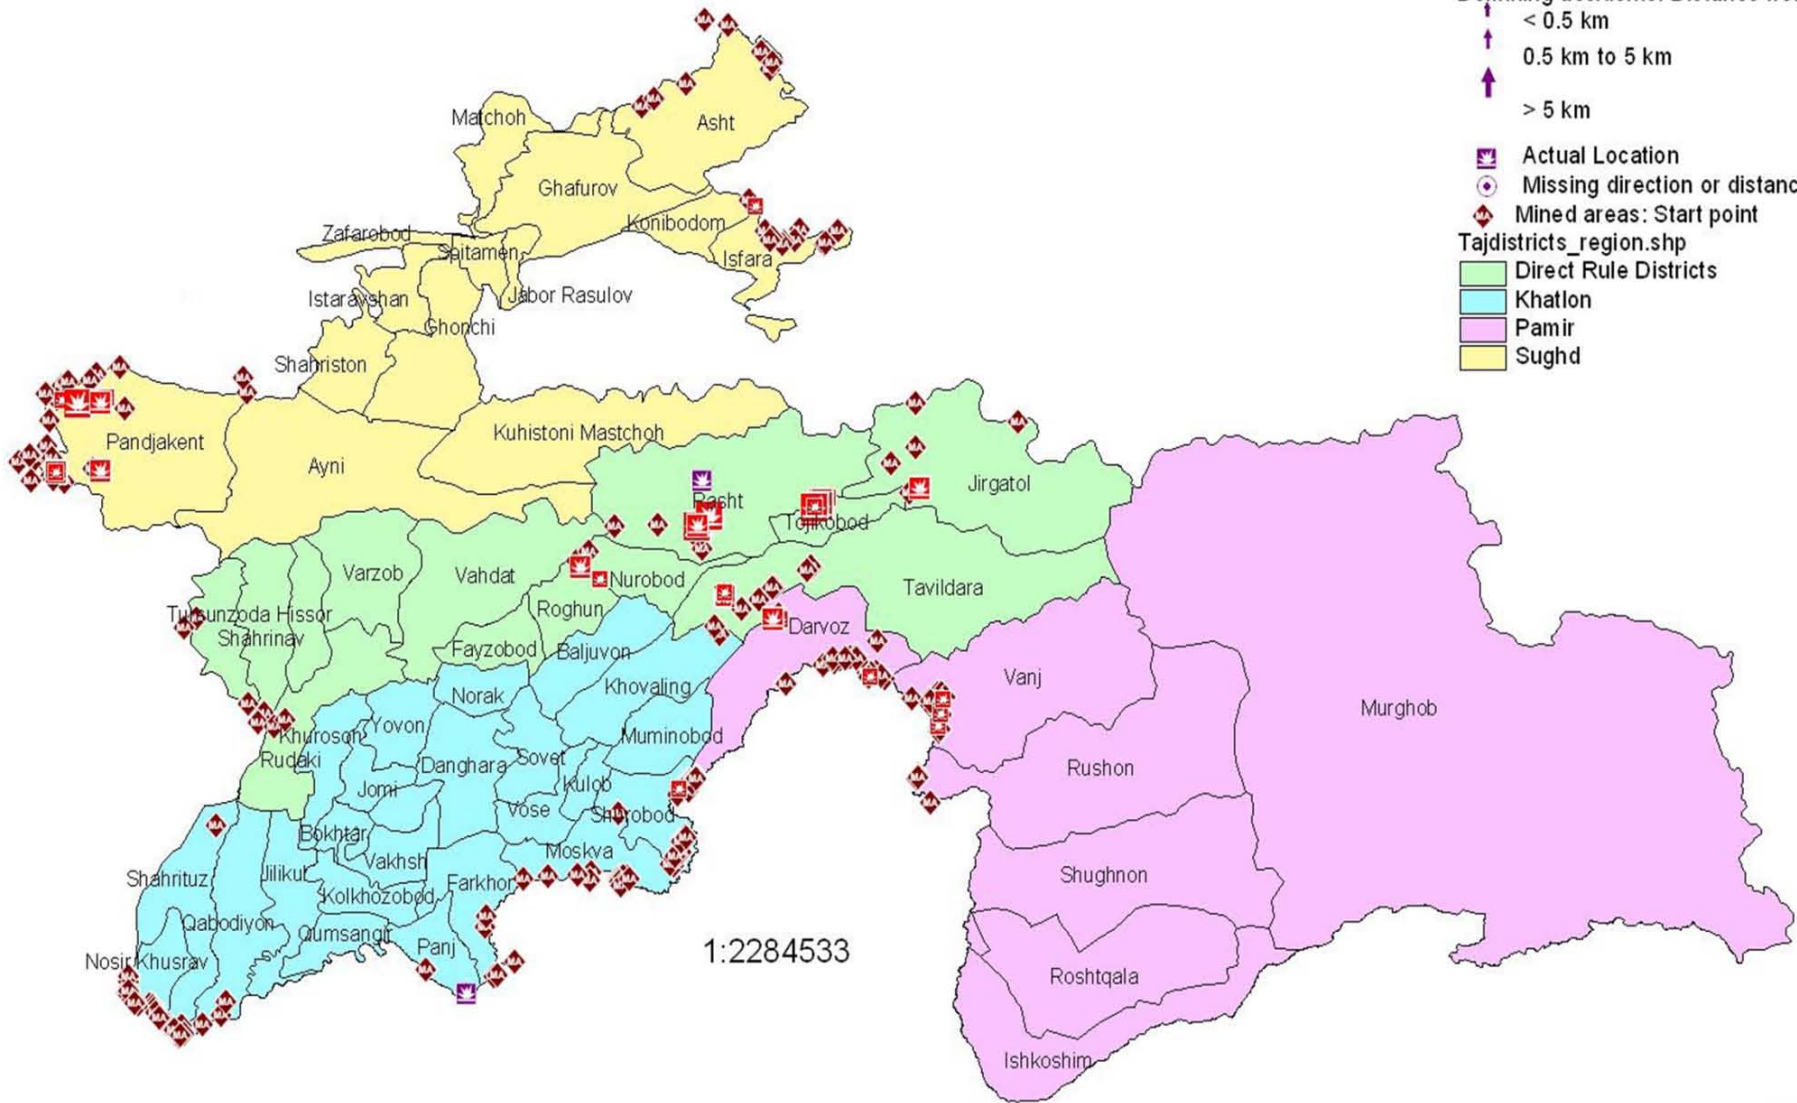 < 0.5 km
0.5 km to 5 km
> 5 km
Actual Location
Missing direction or distanc
Mined areas: Start point
Tajdistricts_region.shp
Direct Rule Districts
Khatlon
Pamir
Sughd
Matchoh
Asht
Ghafurov
Konibodom
Zafarobod
Spitamen
Isfara
Istaravshan
Jabor Rasulov
Ghonchi
Shahriston
Pandjakent
Kuhistoni Mastchoh
Ayni
Jirgatol
Rasht
Tojikobod
Varzob
Vahdat
Nurobod
Tavildara
Tursunzoda
Hissor
Roghun
Shahrinav
Darvoz
Fayzobod
Baljuvon
Vanj
Khovaling
Norak
Murghob
Yovon
Khuroson
Muminobod
Rudaki
Sovet
Danghara
Rushon
Jomi
Kulob
Vose
Shurobod
Bokhtar
Moskva
Vakhsh
Shahrituz
Jilikul
Farkhor
Shughnon
Kolkhozobod
Qabodiyon
Qumsangir
Panj
1:2284533
Nosir Khusrav
Roshtqala
Ishkoshim